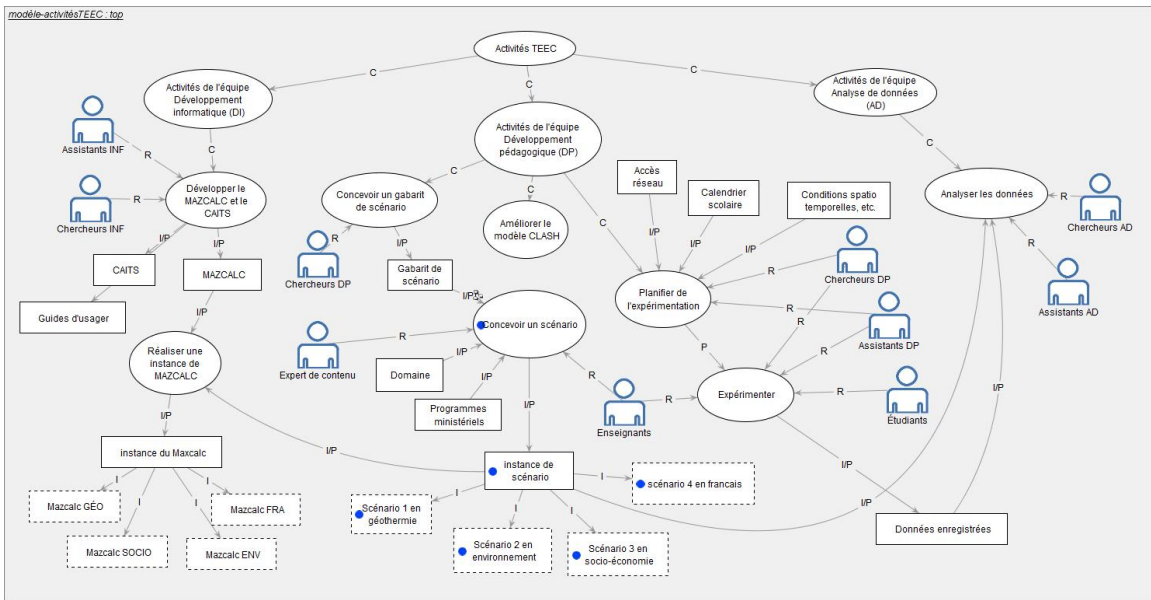 modèle-activitésTEEC : top
Activités TEEC
C
C
C
Activités de l'équipe
Développement
informatique (DI)
Activités de l'équipe
Développement
pédagogique (DP)
Activités de l'équipe
Analyse de données
(AD)
Assistants INF
R
C
C
C
C
C
Chercheurs INF
R
Développer le
MAZCALC et le
CAITS
Concevoir un gabarit
de scénario
Améliorer le
modèle CLASH
Accès
réseau
Calendrier
scolaire
Conditions spatio
temporelles, etc.
Analyser les données
R
Chercheurs AD
R
Assistants AD
I/P
I/P
CAITS
MAZCALC
Guides d'usager
I/P
R
Chercheurs DP
I/P
Gabarit de
scénario
I/P
I/P
I/P
I/P
R
Chercheurs DP
Planifier de
l'expérimentation
R
R
Assistants DP
R
P
Réaliser une
instance de
MAZCALC
Expert de contenu
R
Concevoir un scénario
Domaine
I/P
Programmes
ministériels
I/P
I/P
R
Enseignants
R
Expérimenter
R
Étudiants
I/P
I/P
instance du Maxcalc
I
I
I
I
Mazcalc GÉO
Mazcalc SOCIO
Mazcalc ENV
Mazcalc FRA
I/P
instance de
scénario
I
I
I
I
Scénario 1 en
géothermie
Scénario 2 en
environnement
Scénario 3 en
socio-économie
scénario 4 en francais
I/P
I/P
Données enregistrées